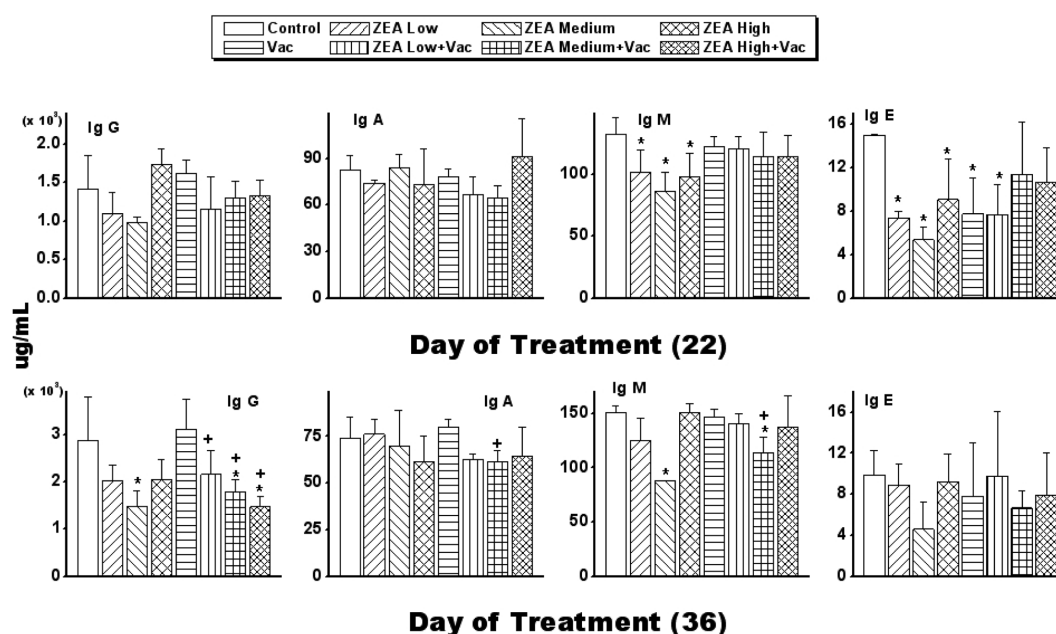 Control ZEA Low ZEA Medium ZEA High
Vac ZEA Low+Vac ZEA Medium+Vac ZEA High+Vac
ug/mL
(x 10³)
Ig G
2.0
1.5
1.0
0.5
0.0
Ig A
90
60
30
0
Ig M
100
50
0
* * *
Ig E
16
12
8
4
0
* * * * *
Day of Treatment (22)
(x 10³)
Ig G
3
2
1
0
* + + * + *
Ig A
75
50
25
0
+
Ig M
150
100
50
0
* + *
Ig E
16
12
8
4
0
Day of Treatment (36)